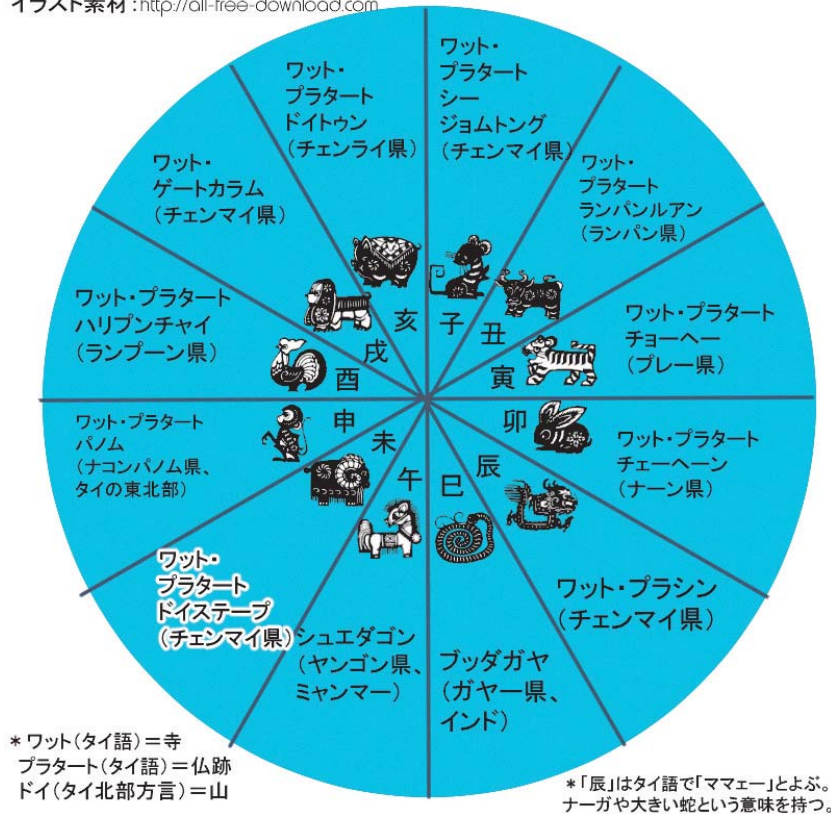 イラスト素材：http://all-free-download.com
ワット・
プラタート
シー
ジョムトング
(チェンマイ県)
ワット・
プラタート
ランパンルアン
(ランパン県)
ワット・プラタート
チョーヘー
(プレー県)
ワット・プラタート
チェーヘーン
(ナーン県)
ワット・プラシン
(チェンマイ県)
ブッダガヤ
(ガヤー県、
インド)
シュエダゴン
(ヤンゴン県、
ミャンマー)
ワット・
プラタート
ドイステープ
(チェンマイ県)
ワット・プラタート
パノム
(ナコンパノム県、
タイの東北部)
ワット・プラタート
ハリプンチャイ
(ランプーン県)
ワット・
ゲートカラム
(チェンマイ県)
ワット・
プラタート
ドイトゥン
(チェンライ県)
子
丑
寅
卯
辰
巳
午
未
申
酉
戌
亥
＊ワット(タイ語)＝寺
プラタート(タイ語)＝仏跡
ドイ(タイ北部方言)＝山
＊「辰」はタイ語で「ママェー」とよぶ。
ナーガや大きい蛇という意味を持つ。